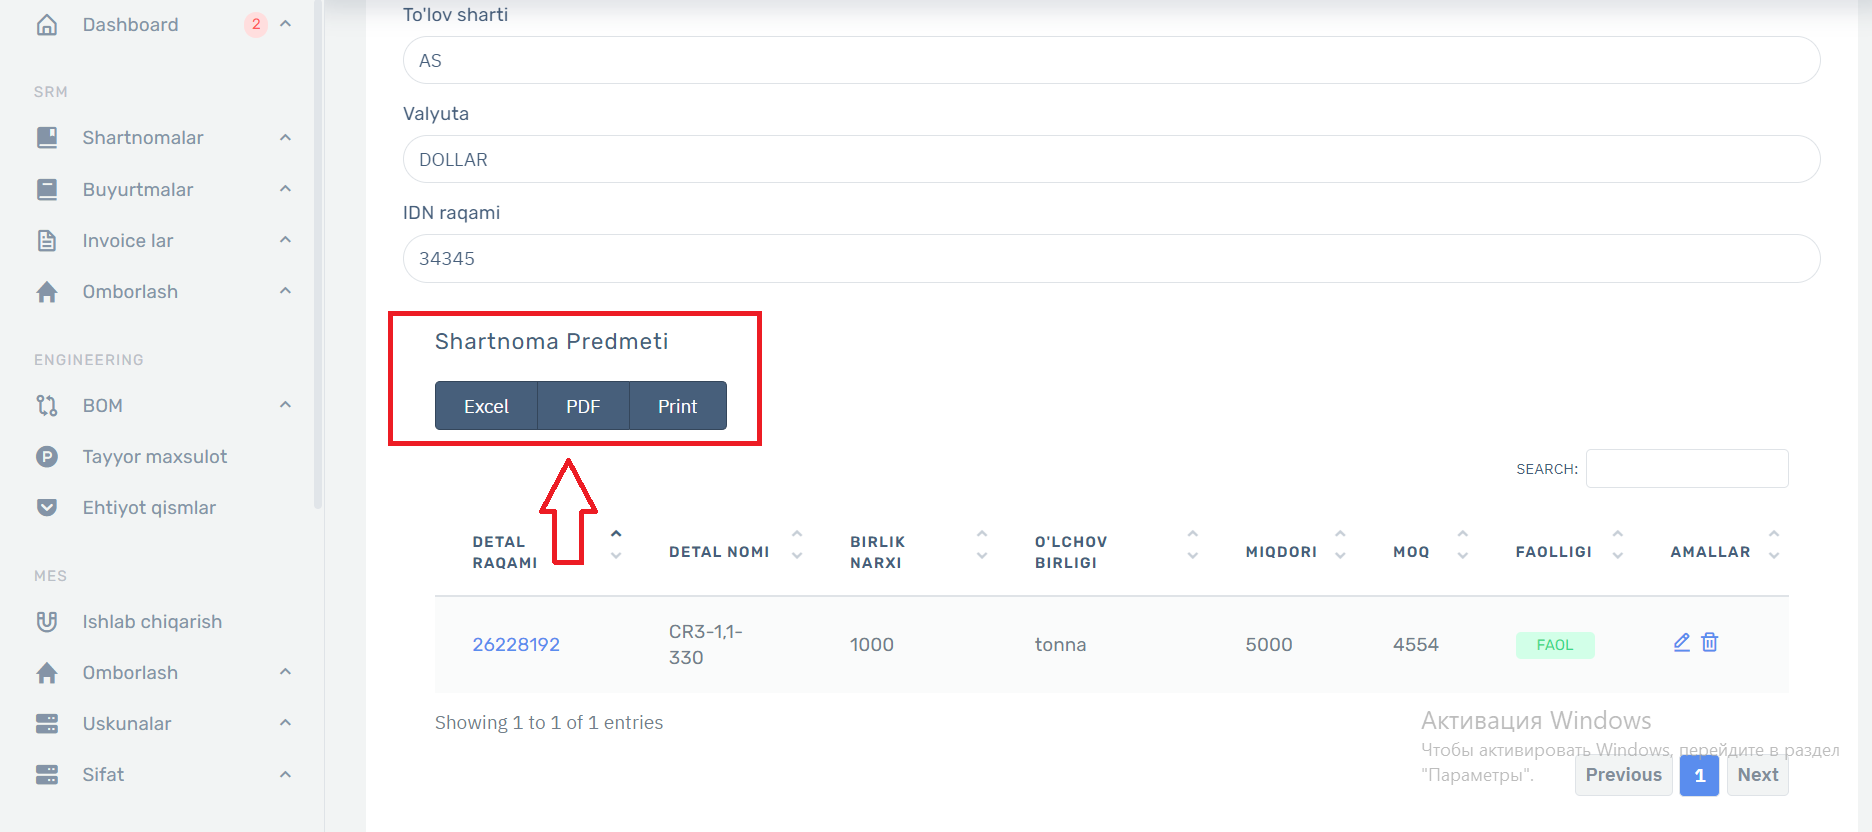 Dashboard
2
SRM
Shartnomalar
Buyurtmalar
Invoice lar
Omborlash
ENGINEERING
BOM
Tayyor maxsulot
Ehtiyot qismlar
MES
Ishlab chiqarish
Omborlash
Uskunalar
Sifat
To'lov sharti
AS
Valyuta
DOLLAR
IDN raqami
34345
Shartnoma Predmeti
Excel PDF Print
SEARCH:
DETAL RAQAMI
DETAL NOMI
BIRLIK NARXI
O'LCHOV BIRLIGI
MIQDORI
MOQ
FAOLLIGI
AMALLAR
26228192
CR3-1,1-
330
1000
tonna
5000
4554
FAOL
Showing 1 to 1 of 1 entries
Активация Windows
Чтобы активировать Windows, перейдите в раздел
"Параметры".
Previous 1 Next